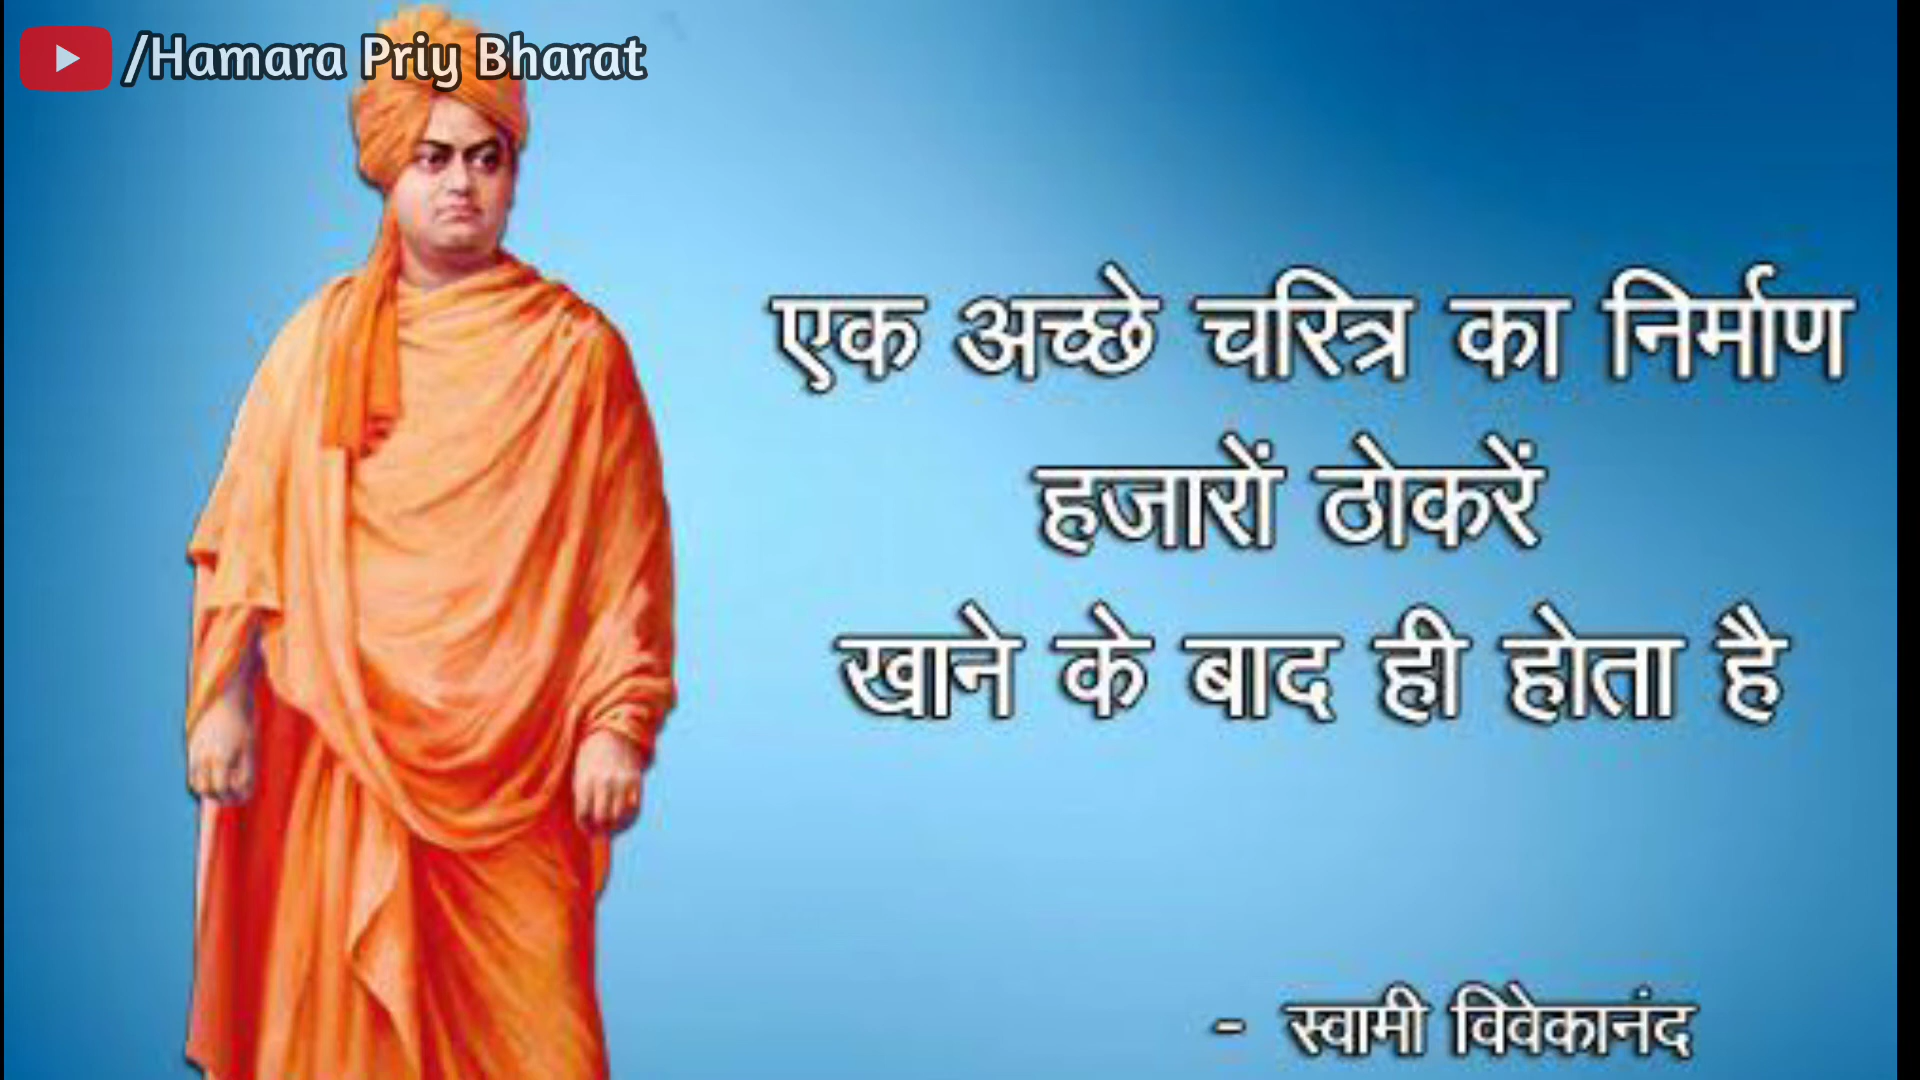 /Hamara Priy Bharat
एक अच्छे चरित्र का निर्माण
हजारों ठोकरें
खाने के बाद ही होता है
- स्वामी विवेकानंद